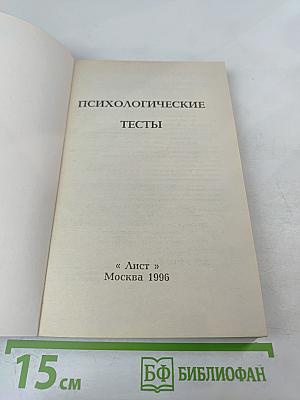 ПСИХОЛОГИЧЕСКИЕ
ТЕСТЫ
« Лист »
Москва 1996
15 см
БФ БИБЛИОФАН